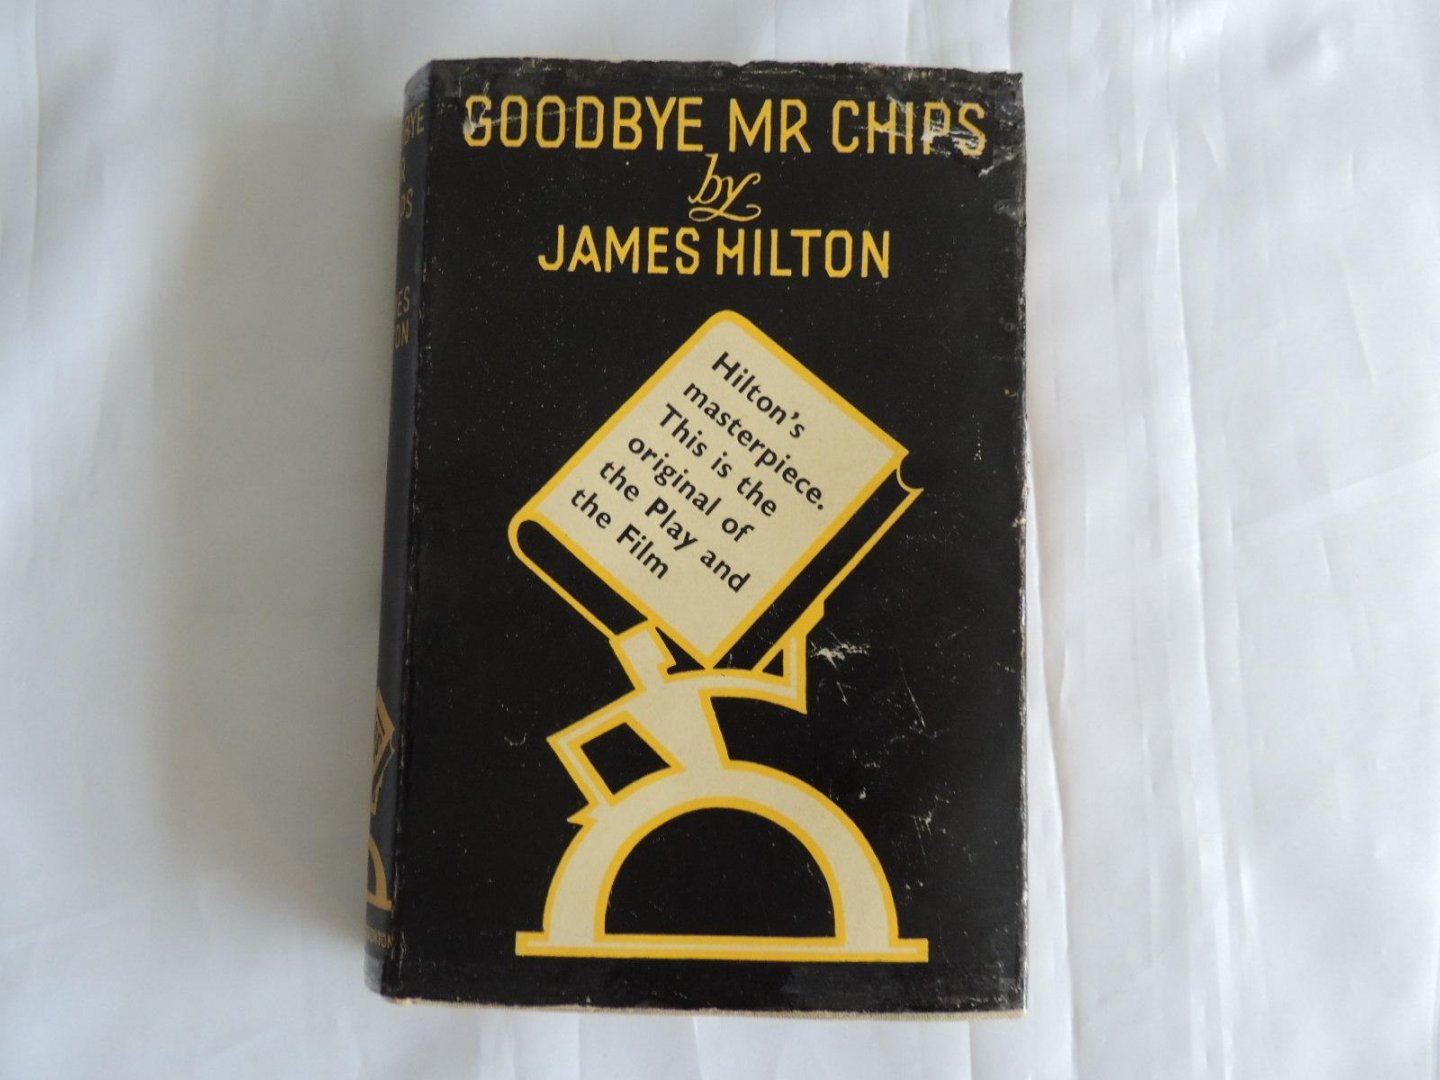 GOODBYE MR CHIPS
by
JAMES HILTON
Hilton's
masterpiece.
This is the
original of
the Play and
the Film